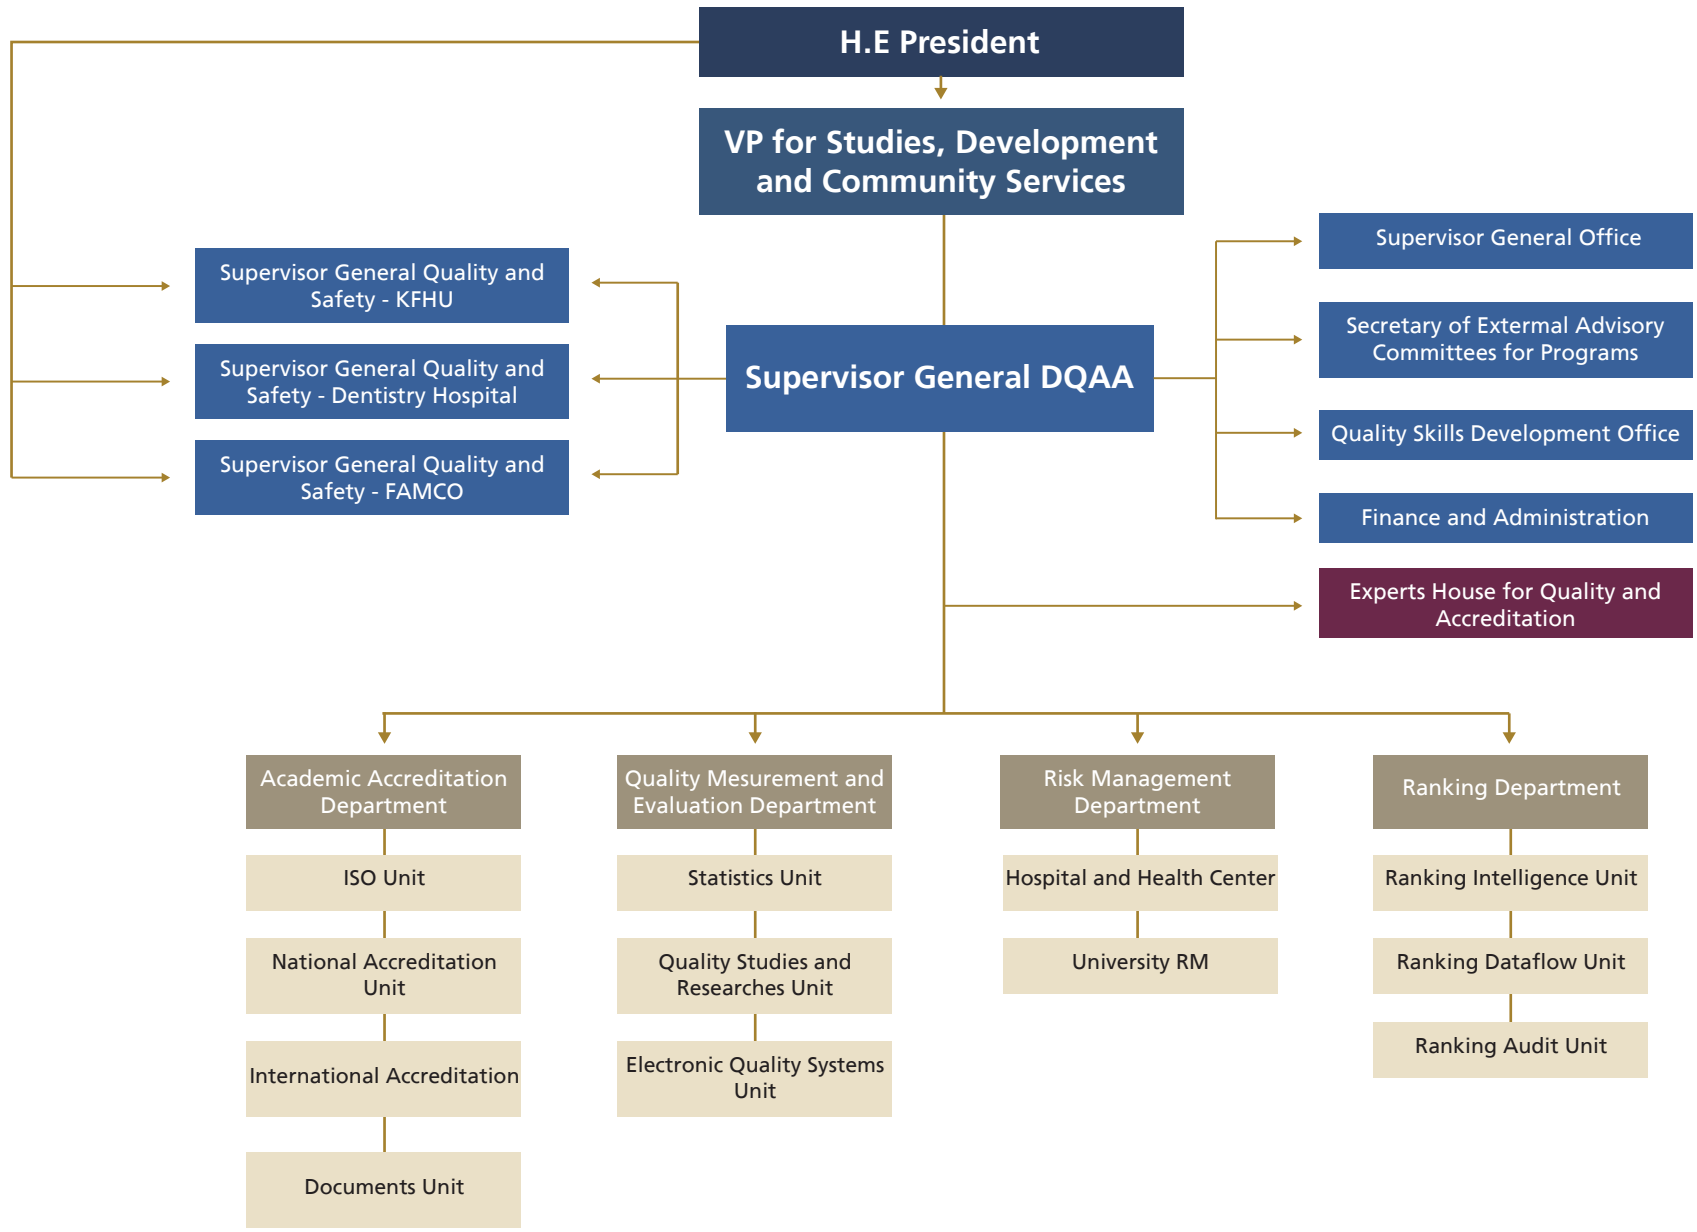 H.E President
VP for Studies, Development
and Community Services
Supervisor General Quality and
Safety - KFHU
Supervisor General Quality and
Safety - Dentistry Hospital
Supervisor General Quality and
Safety - FAMCO
Supervisor General DQAA
Supervisor General Office
Secretary of Extermal Advisory
Committees for Programs
Quality Skills Development Office
Finance and Administration
Experts House for Quality and
Accreditation
Academic Accreditation
Department
ISO Unit
National Accreditation
Unit
International Accreditation
Documents Unit
Quality Mesurement and
Evaluation Department
Statistics Unit
Quality Studies and
Researches Unit
Electronic Quality Systems
Unit
Risk Management
Department
Hospital and Health Center
University RM
Ranking Department
Ranking Intelligence Unit
Ranking Dataflow Unit
Ranking Audit Unit